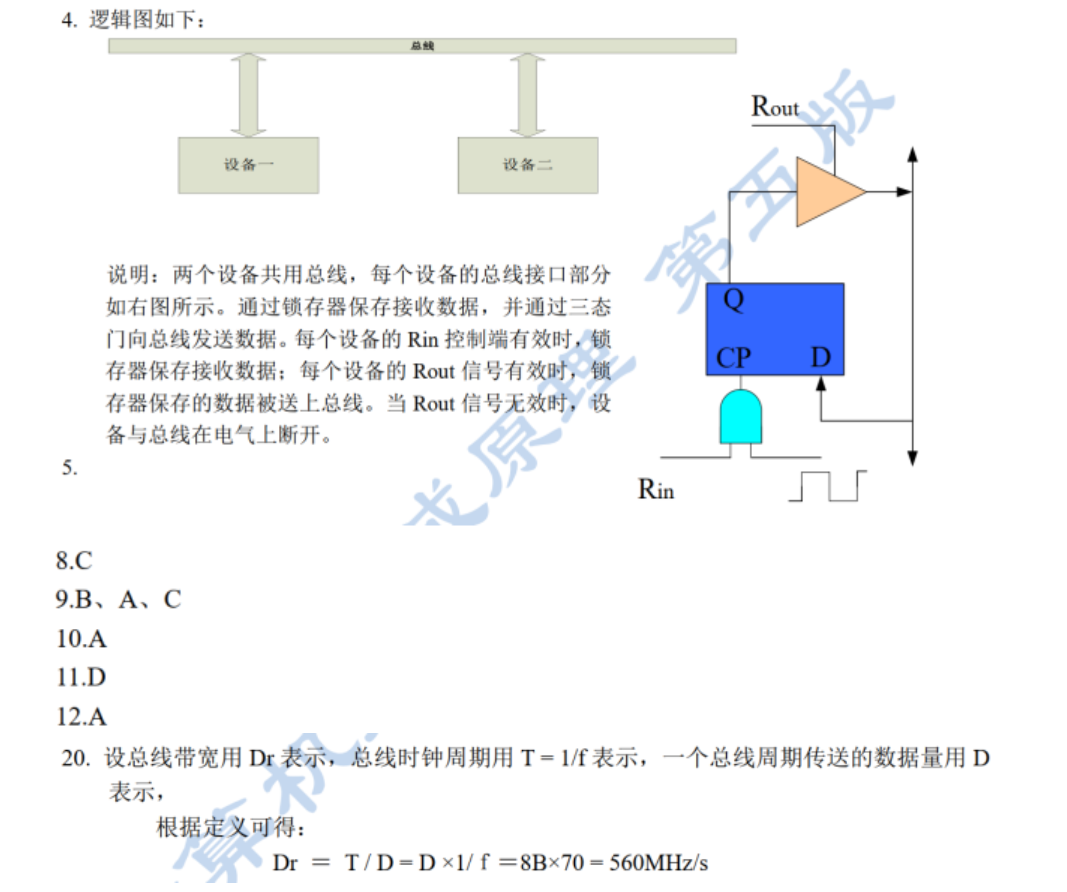 4. 逻辑图如下：
总线
设备一
设备二
Rout
说明：两个设备共用总线，每个设备的总线接口部分
如右图所示。通过锁存器保存接收数据，并通过三态
门向总线发送数据。每个设备的 Rin 控制端有效时，锁
存器保存接收数据；每个设备的 Rout 信号有效时，锁
存器保存的数据被送上总线。当 Rout 信号无效时，设
备与总线在电气上断开。
Q
CP D
Rin
5.
第五版
成原理
8.C
9.B、A、C
10.A
11.D
12.A
20. 设总线带宽用 Dr 表示，总线时钟周期用 T = 1/f 表示，一个总线周期传送的数据量用 D
表示，
根据定义可得：
Dr = T / D = D ×1/ f =8B×70 = 560MHz/s
算机